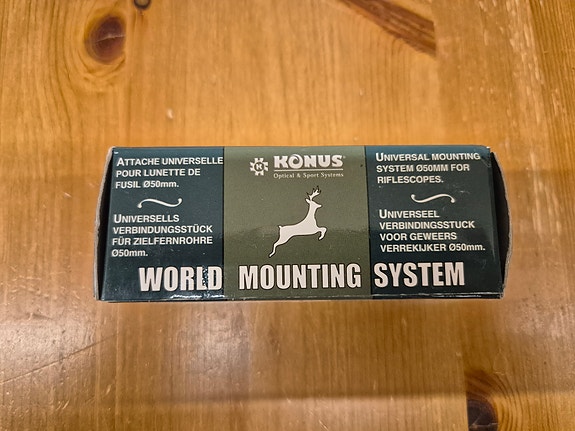 ATTACHE UNIVERSELLE
POUR LUNETTE DE
FUSIL Ø50mm.
UNIVERSELLS
VERBINDUNGSSTÜCK
FÜR ZIELFERNROHRE
Ø50mm.
K KONUS®
Optical & Sport Systems
UNIVERSAL MOUNTING
SYSTEM Ø50MM FOR
RIFLESCOPES.
UNIVERSEEL
VERBINDINGSSTUCK
VOOR GEWEERS
VERREKIJKER Ø50mm.
WORLD MOUNTING SYSTEM